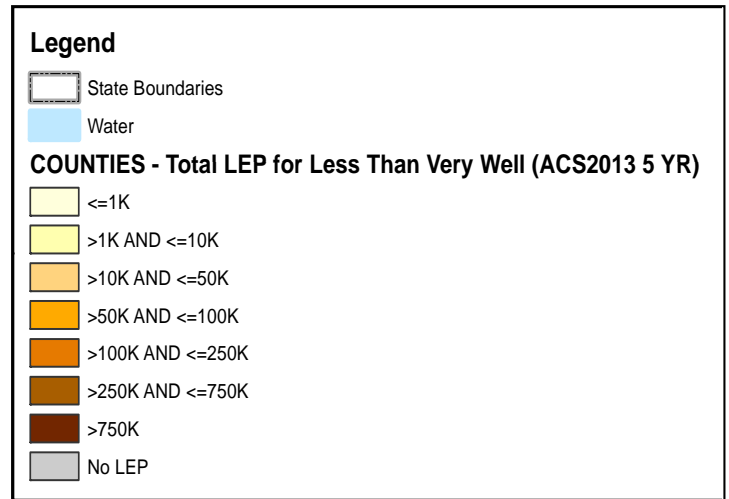 Legend
State Boundaries
Water
COUNTIES - Total LEP for Less Than Very Well (ACS2013 5 YR)
<=1K
>1K AND <=10K
>10K AND <=50K
>50K AND <=100K
>100K AND <=250K
>250K AND <=750K
>750K
No LEP